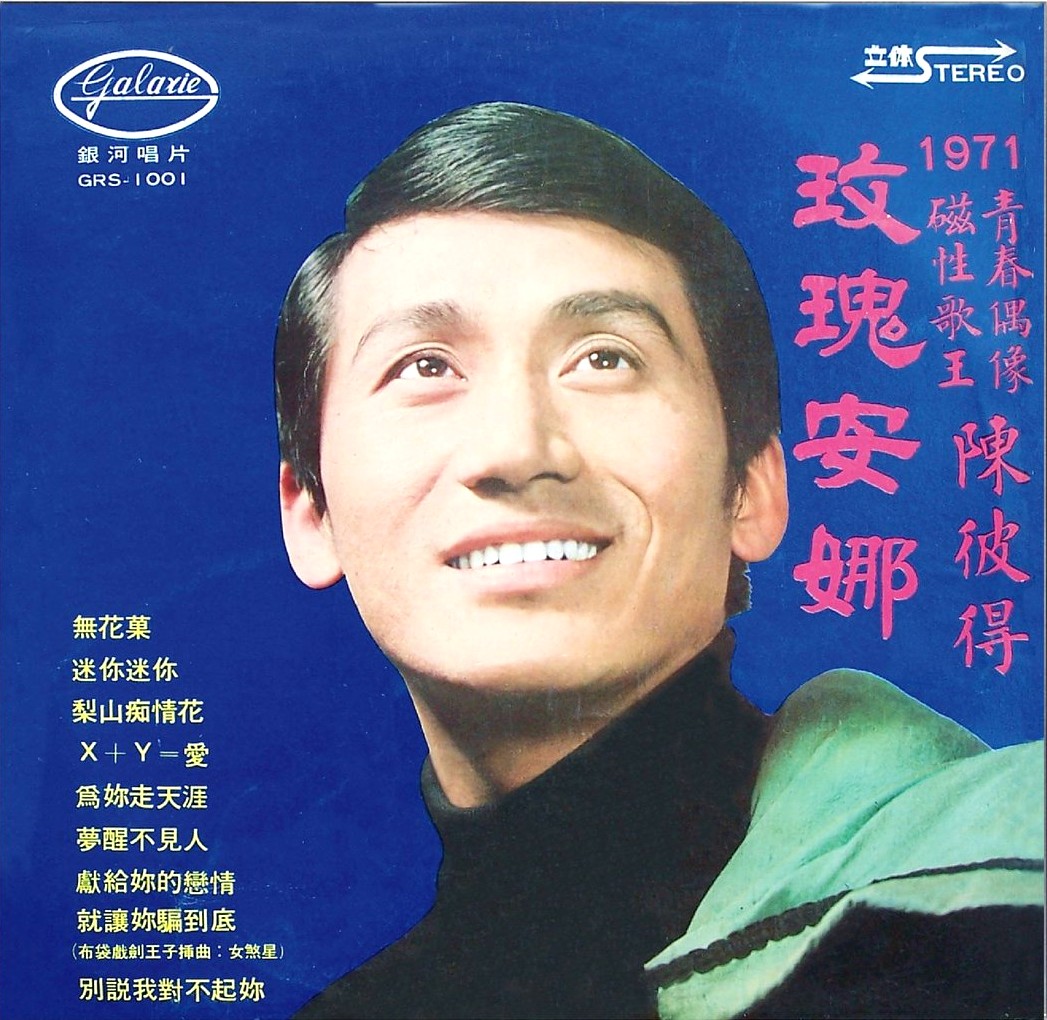 Galaxie
銀河唱片
GRS-1001
立体STEREO
1971
青春偶像
磁性歌王
陳彼得
玫瑰安娜
無花菓
迷你迷你
梨山痴情花
X+Y=愛
為妳走天涯
夢醒不見人
獻給妳的戀情
就讓妳騙到底
(布袋戲劍王子挿曲:女煞星)
別説我對不起妳